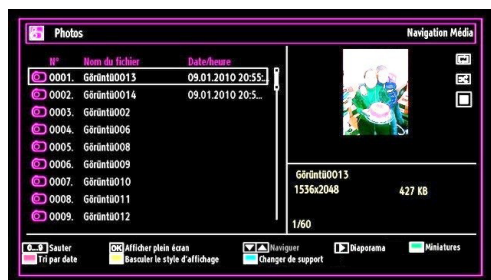 Photos
Navigation Média
N° Nom du fichier Date/heure
0001. Görüntü0013 09.01.2010 20:55:..
0002. Görüntü0014 09.01.2010 20:5...
0003. Görüntü002
0004. Görüntü006
0005. Görüntü008
0006. Görüntü009
0007. Görüntü010
0008. Görüntü011
0009. Görüntü012
Görüntü0013
1536x2048 427 KB
1/60
0...9 Sauter OK Afficher plein écran Naviguer Diaporama Miniatures
Tri par date Basculer le style d'affichage Changer de support